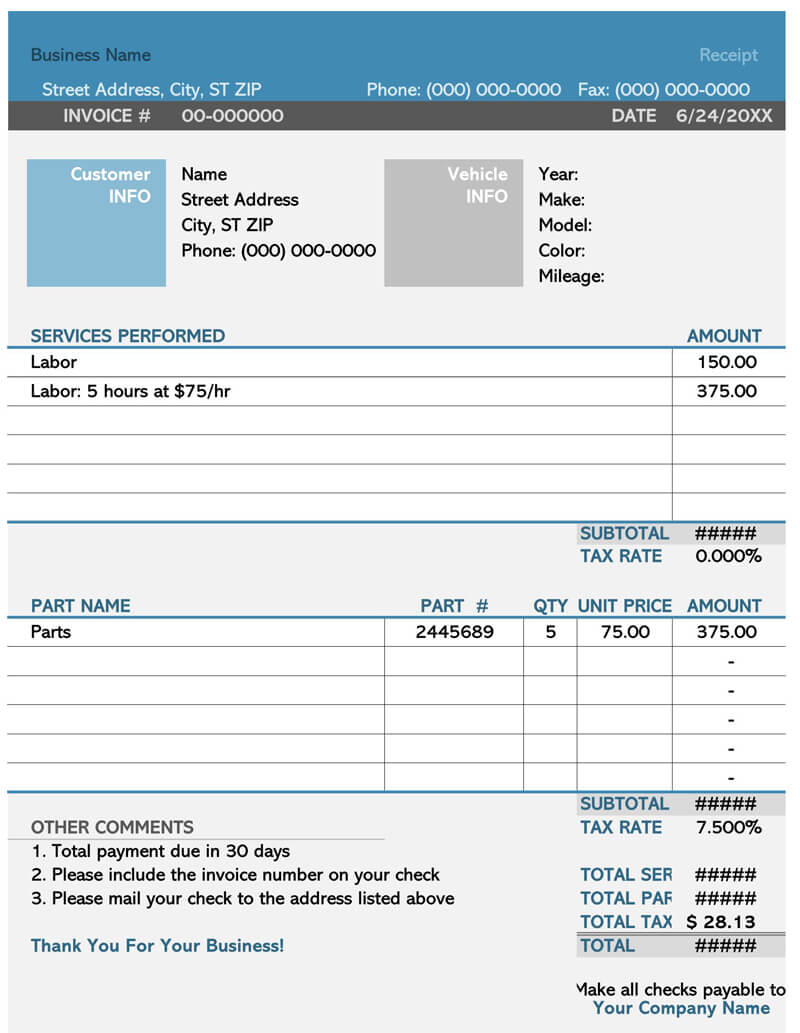 Business Name Receipt
Street Address, City, ST ZIP Phone: (000) 000-0000 Fax: (000) 000-0000
INVOICE # 00-000000 DATE 6/24/20XX
Customer INFO
Name
Street Address
City, ST ZIP
Phone: (000) 000-0000
Vehicle INFO
Year:
Make:
Model:
Color:
Mileage:
SERVICES PERFORMED AMOUNT
Labor 150.00
Labor: 5 hours at $75/hr 375.00
SUBTOTAL #####
TAX RATE 0.000%
PART NAME PART # QTY UNIT PRICE AMOUNT
Parts 2445689 5 75.00 375.00
-
-
-
-
-
SUBTOTAL #####
TAX RATE 7.500%
OTHER COMMENTS
1. Total payment due in 30 days
2. Please include the invoice number on your check
3. Please mail your check to the address listed above
Thank You For Your Business!
TOTAL SER #####
TOTAL PAR #####
TOTAL TAX $ 28.13
TOTAL #####
Make all checks payable to
Your Company Name